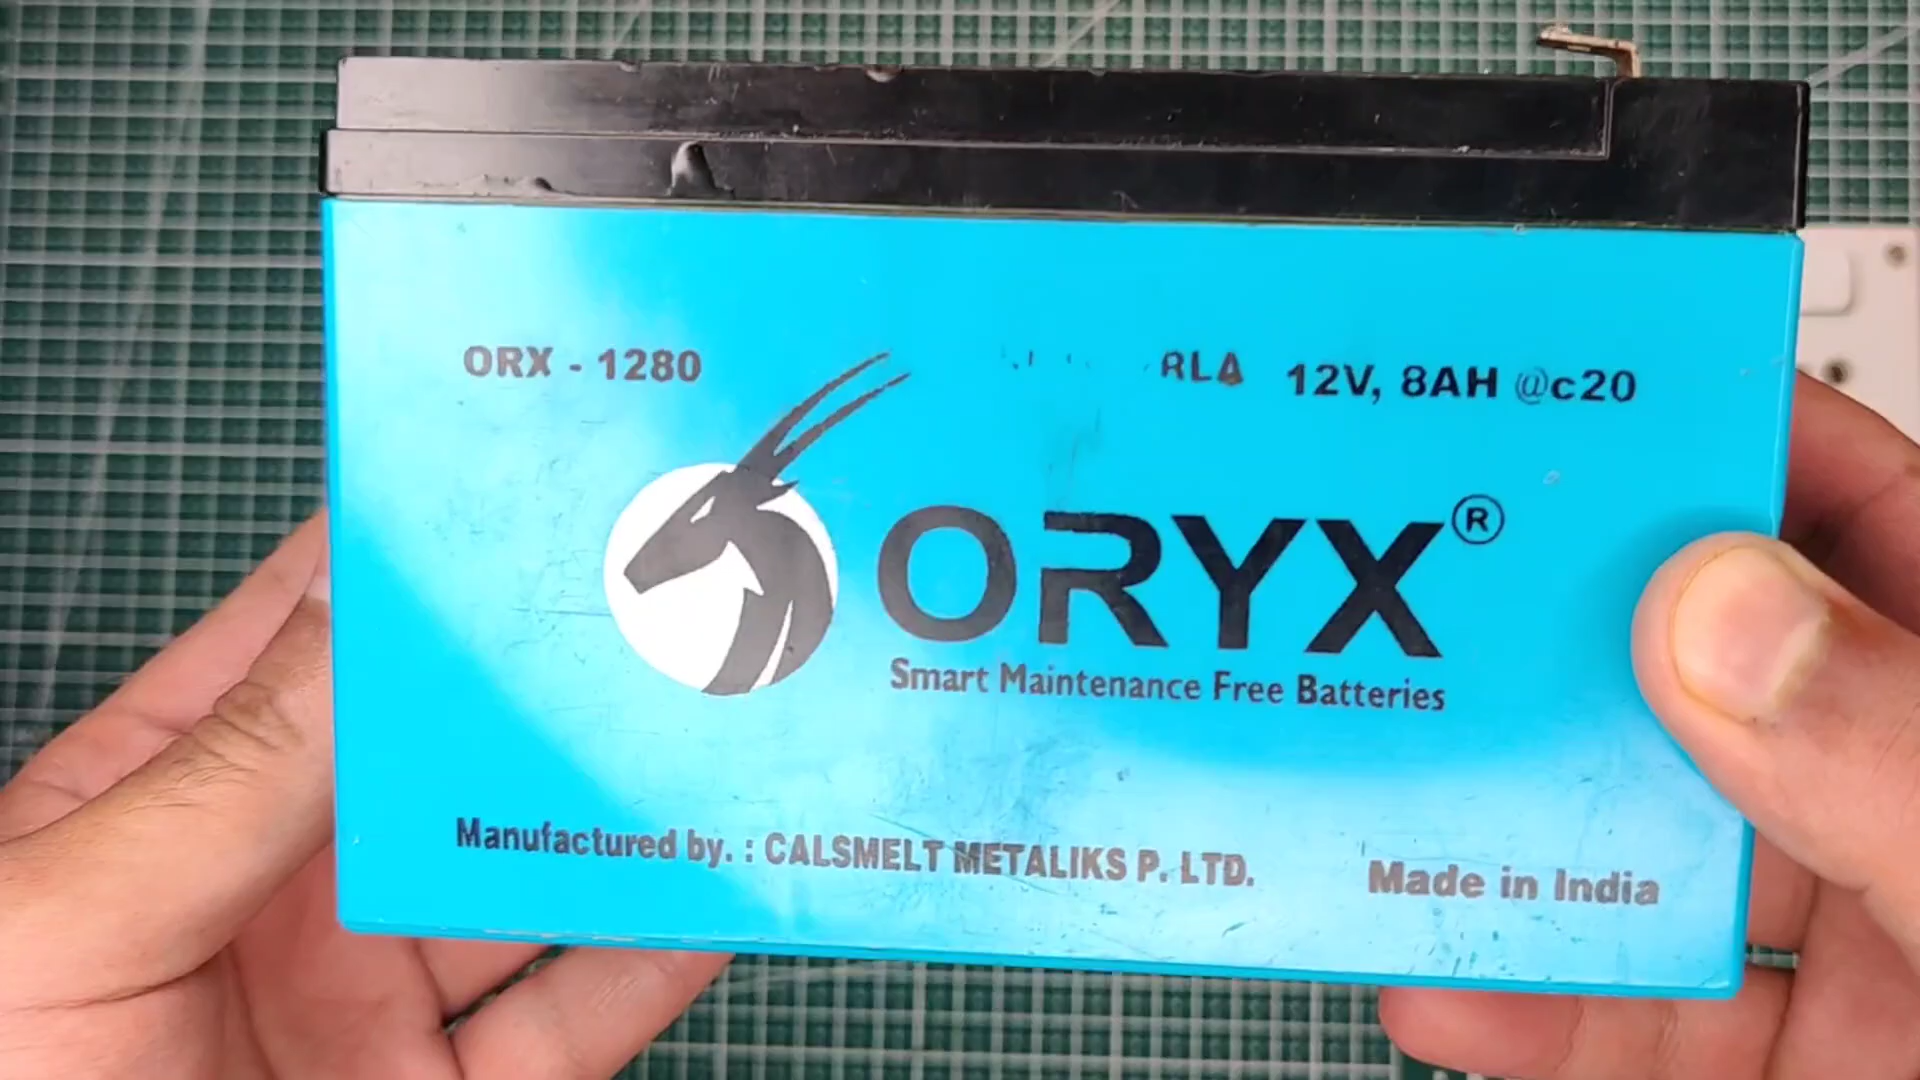 ORX - 1280
RLA 12V, 8AH @c20
ORYX®
Smart Maintenance Free Batteries
Manufactured by. : CALSMELT METALIKS P. LTD.
Made in India